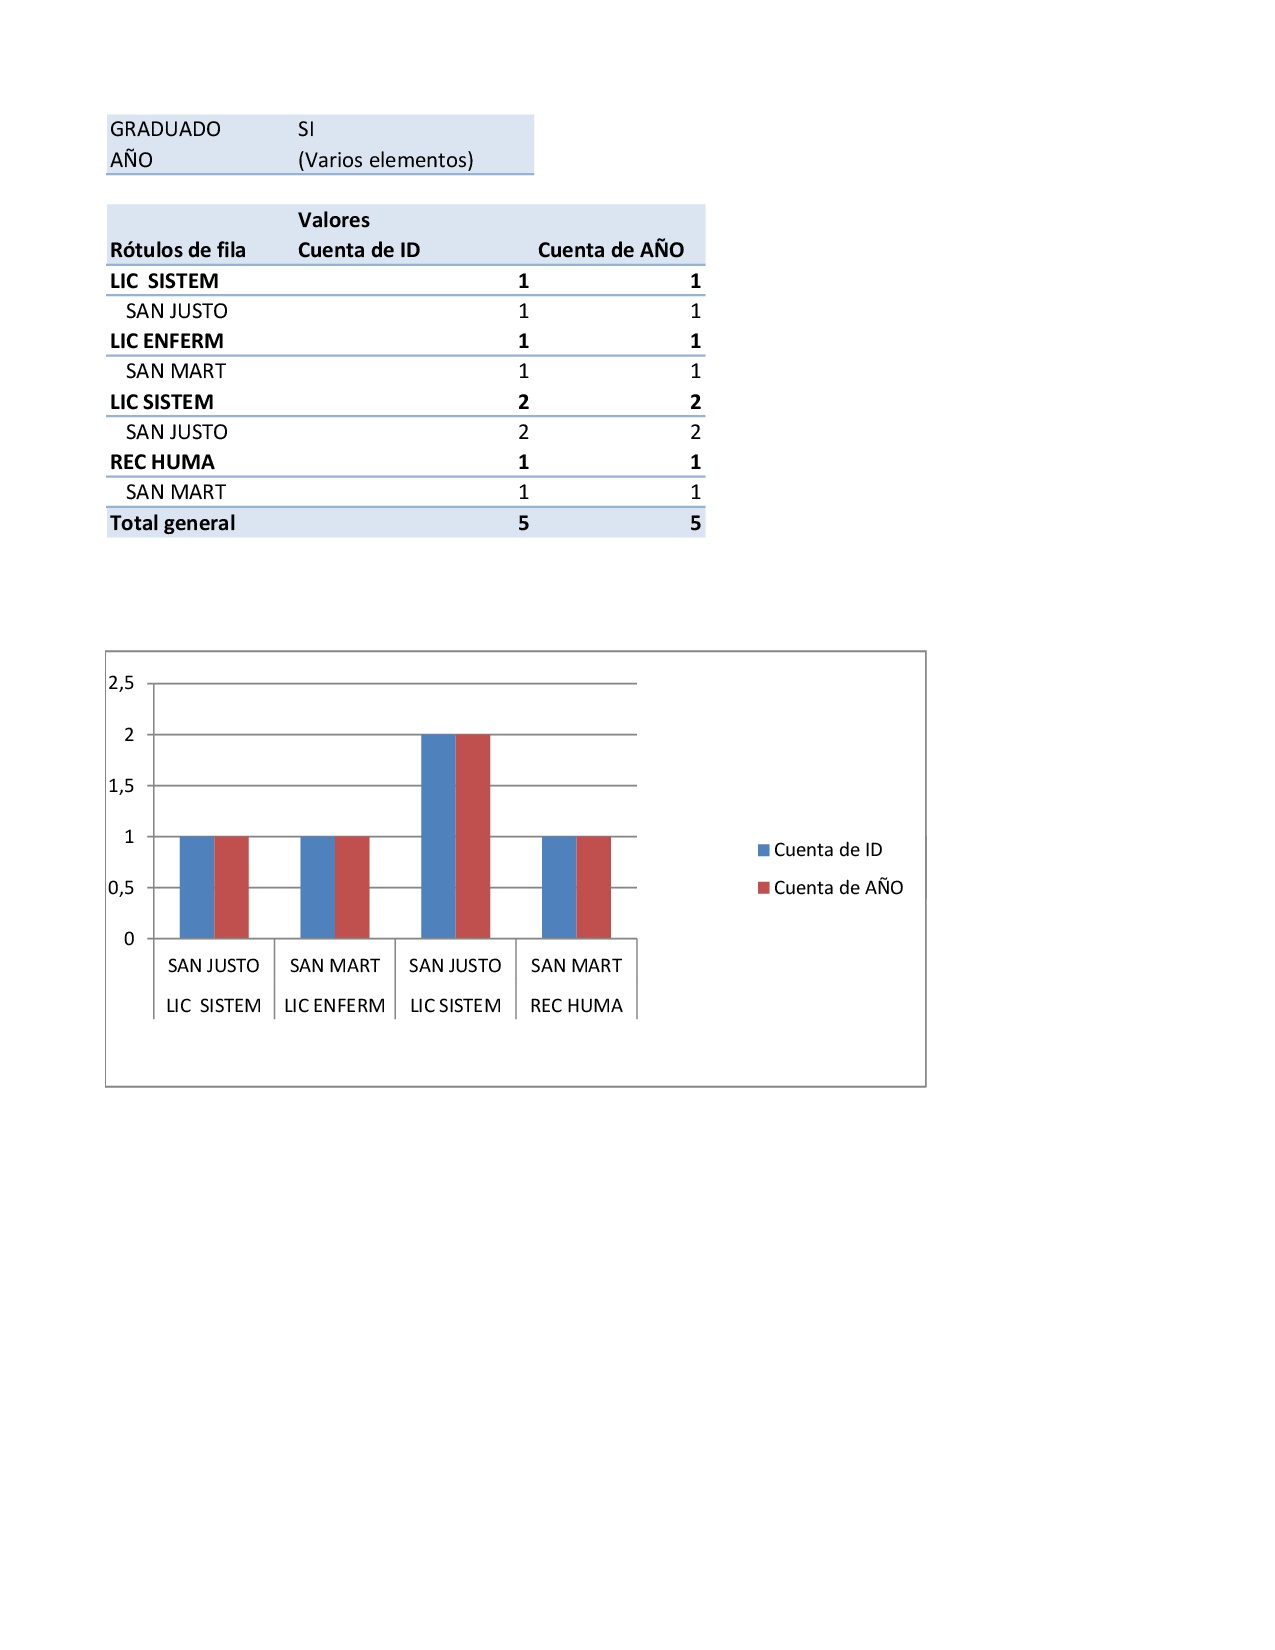 GRADUADO SI
AÑO (Varios elementos)
Valores
Rótulos de fila Cuenta de ID Cuenta de AÑO
LIC  SISTEM 1 1
SAN JUSTO 1 1
LIC ENFERM 1 1
SAN MART 1 1
LIC SISTEM 2 2
SAN JUSTO 2 2
REC HUMA 1 1
SAN MART 1 1
Total general 5 5
2,5
2
1,5
1
0,5
0
SAN JUSTO SAN MART SAN JUSTO SAN MART
LIC  SISTEM LIC ENFERM LIC SISTEM REC HUMA
Cuenta de ID
Cuenta de AÑO